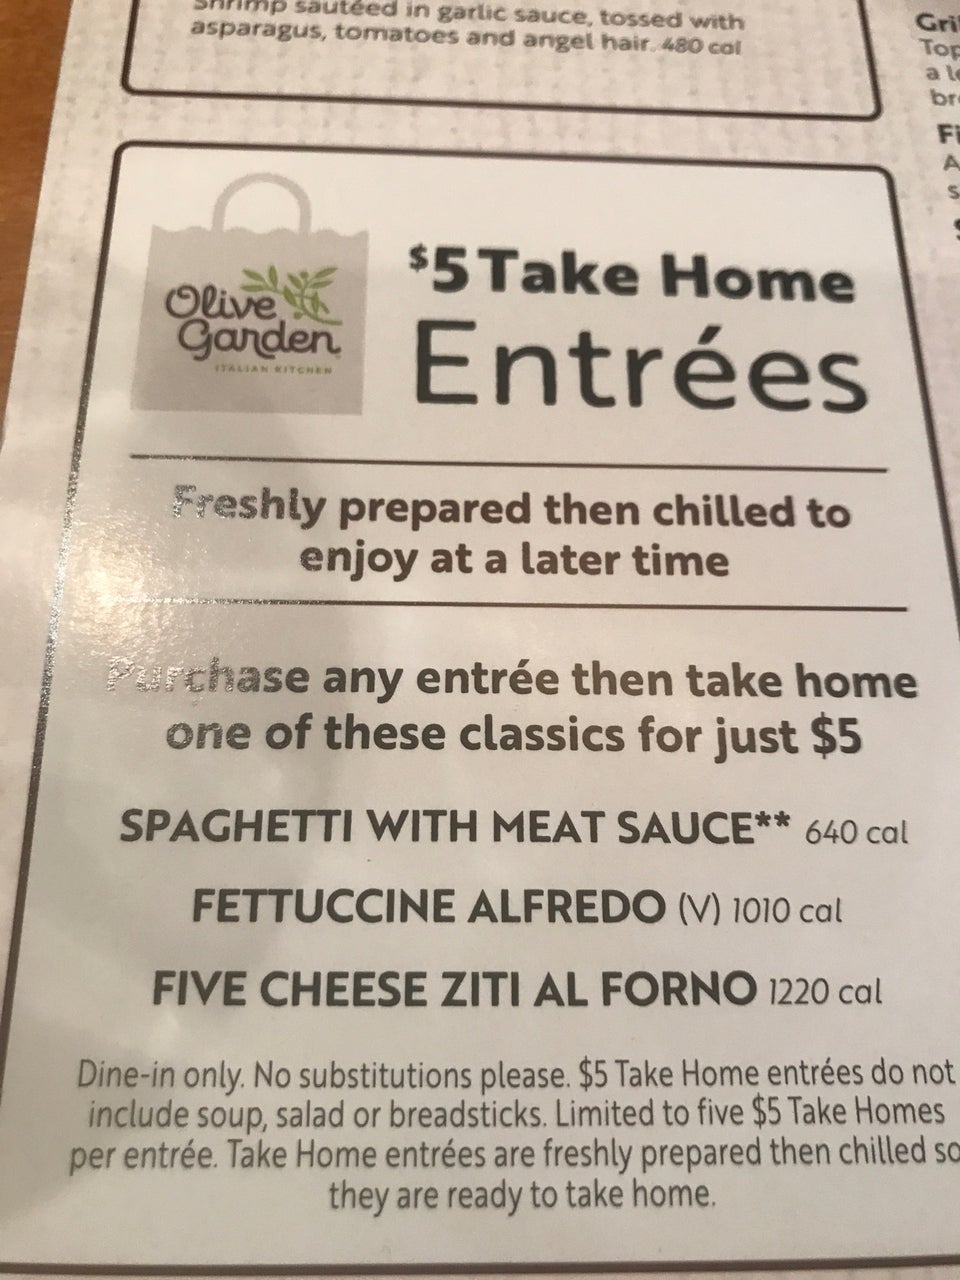 Shrimp sautéed in garlic sauce, tossed with
asparagus, tomatoes and angel hair. 480 cal
Olive
Garden
ITALIAN KITCHEN
$5 Take Home
Entrées
Freshly prepared then chilled to
enjoy at a later time
Purchase any entrée then take home
one of these classics for just $5
SPAGHETTI WITH MEAT SAUCE** 640 cal
FETTUCCINE ALFREDO (V) 1010 cal
FIVE CHEESE ZITI AL FORNO 1220 cal
Dine-in only. No substitutions please. $5 Take Home entrées do not
include soup, salad or breadsticks. Limited to five $5 Take Homes
per entrée. Take Home entrées are freshly prepared then chilled so
they are ready to take home.